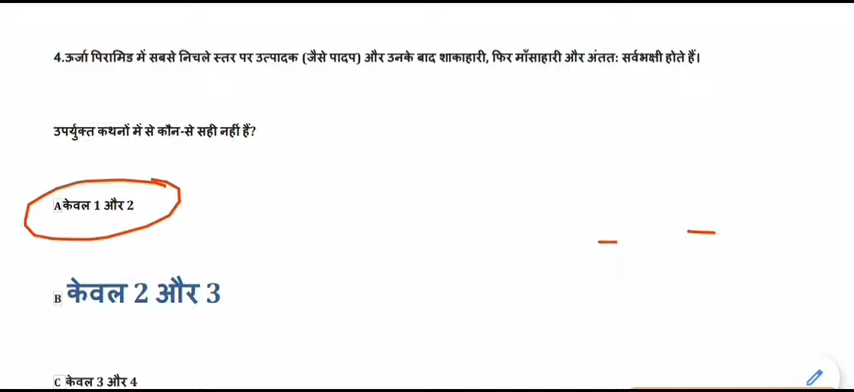 4.ऊर्जा पिरामिड में सबसे निचले स्तर पर उत्पादक (जैसे पादप) और उनके बाद शाकाहारी, फिर माँसाहारी और अंततः सर्वभक्षी होते हैं।
उपर्युक्त कथनों में से कौन-से सही नहीं हैं?
A केवल 1 और 2
B केवल 2 और 3
C केवल 3 और 4